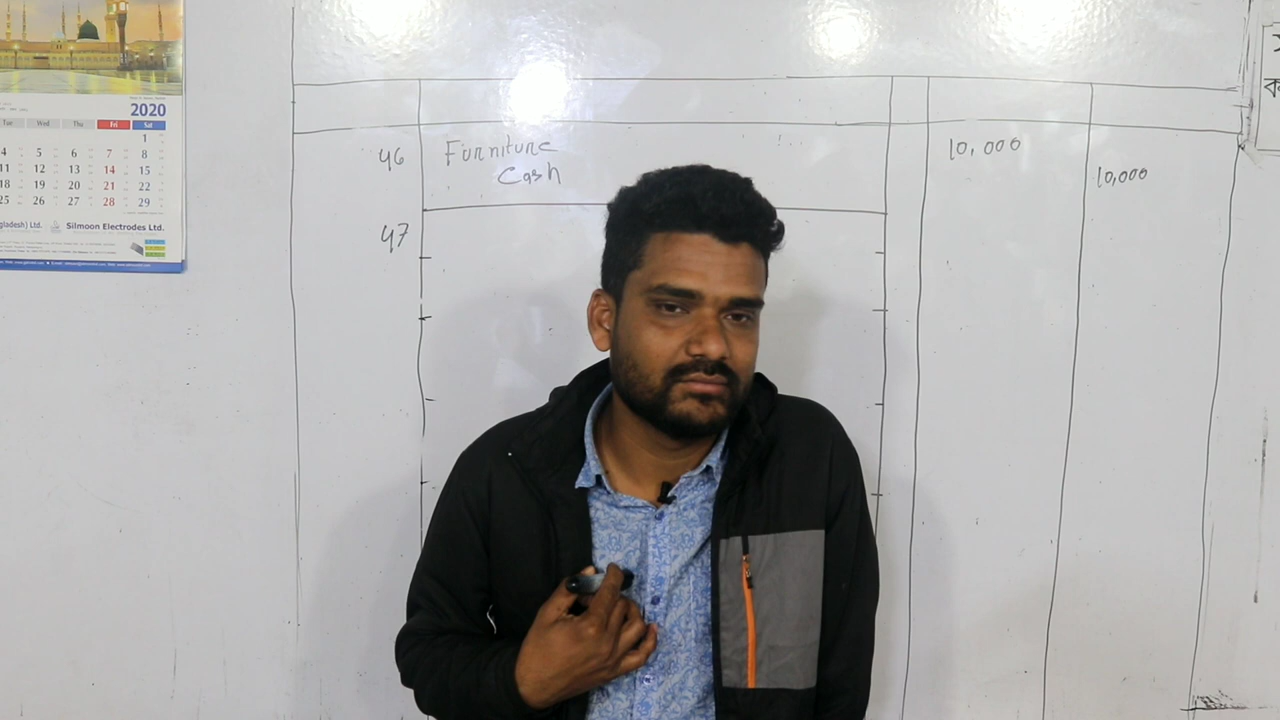 2020
Tue Wed Thu Fri Sat
1
4 5 6 7 8
11 12 13 14 15
18 19 20 21 22
25 26 27 28 29
gladesh) Ltd. Silmoon Electrodes Ltd.
46 Furniture 10,000
Cash 10,000
47